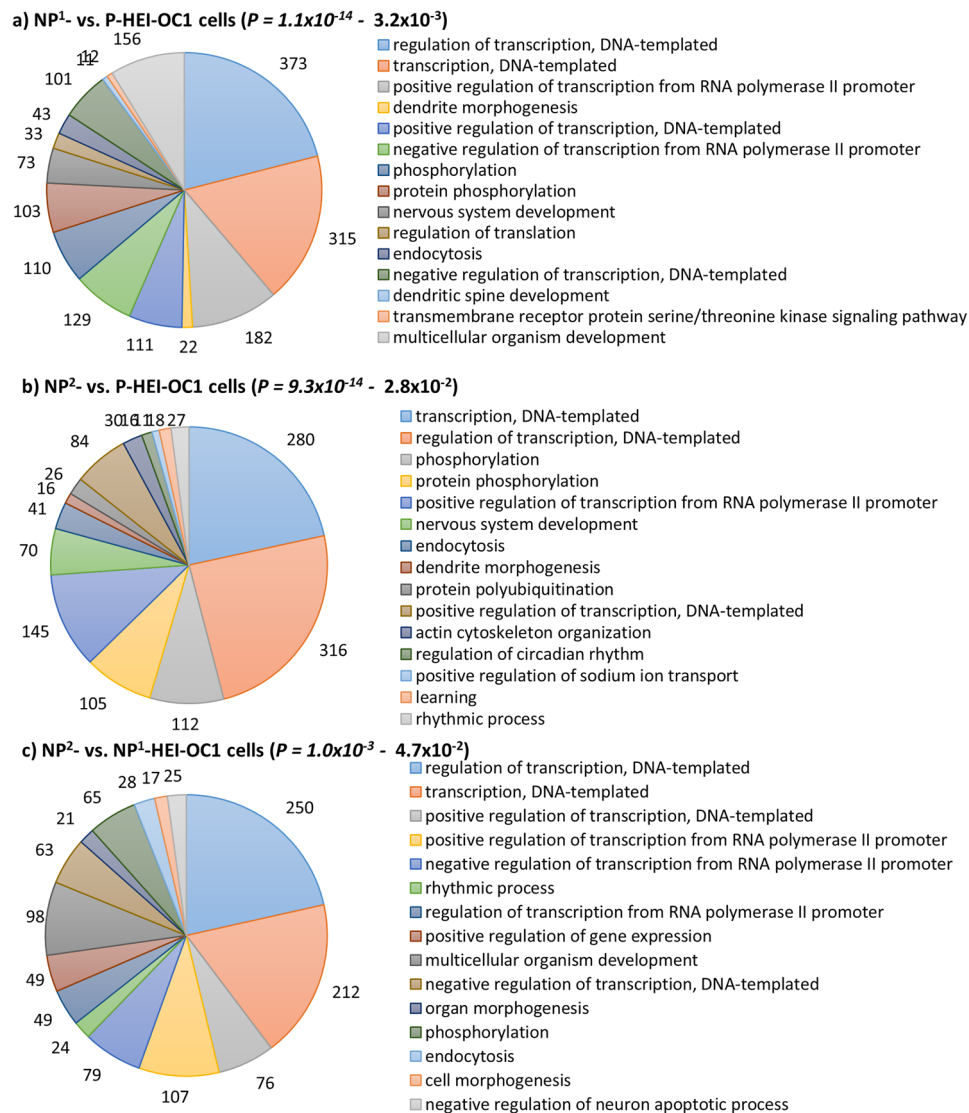 a) NP¹- vs. P-HEI-OC1 cells (P = 1.1x10⁻¹⁴ - 3.2x10⁻³)
156
12
11
101
43
33
73
103
110
129
111
22
182
315
373
regulation of transcription, DNA-templated
transcription, DNA-templated
positive regulation of transcription from RNA polymerase II promoter
dendrite morphogenesis
positive regulation of transcription, DNA-templated
negative regulation of transcription from RNA polymerase II promoter
phosphorylation
protein phosphorylation
nervous system development
regulation of translation
endocytosis
negative regulation of transcription, DNA-templated
dendritic spine development
transmembrane receptor protein serine/threonine kinase signaling pathway
multicellular organism development
b) NP²- vs. P-HEI-OC1 cells (P = 9.3x10⁻¹⁴ - 2.8x10⁻²)
30
16
11
18
27
84
26
16
41
70
145
105
112
316
280
transcription, DNA-templated
regulation of transcription, DNA-templated
phosphorylation
protein phosphorylation
positive regulation of transcription from RNA polymerase II promoter
nervous system development
endocytosis
dendrite morphogenesis
protein polyubiquitination
positive regulation of transcription, DNA-templated
actin cytoskeleton organization
regulation of circadian rhythm
positive regulation of sodium ion transport
learning
rhythmic process
c) NP²- vs. NP¹-HEI-OC1 cells (P = 1.0x10⁻³ - 4.7x10⁻²)
28
17
25
65
21
63
98
49
49
24
79
107
76
212
250
regulation of transcription, DNA-templated
transcription, DNA-templated
positive regulation of transcription, DNA-templated
positive regulation of transcription from RNA polymerase II promoter
negative regulation of transcription from RNA polymerase II promoter
rhythmic process
regulation of transcription from RNA polymerase II promoter
positive regulation of gene expression
multicellular organism development
negative regulation of transcription, DNA-templated
organ morphogenesis
phosphorylation
endocytosis
cell morphogenesis
negative regulation of neuron apoptotic process